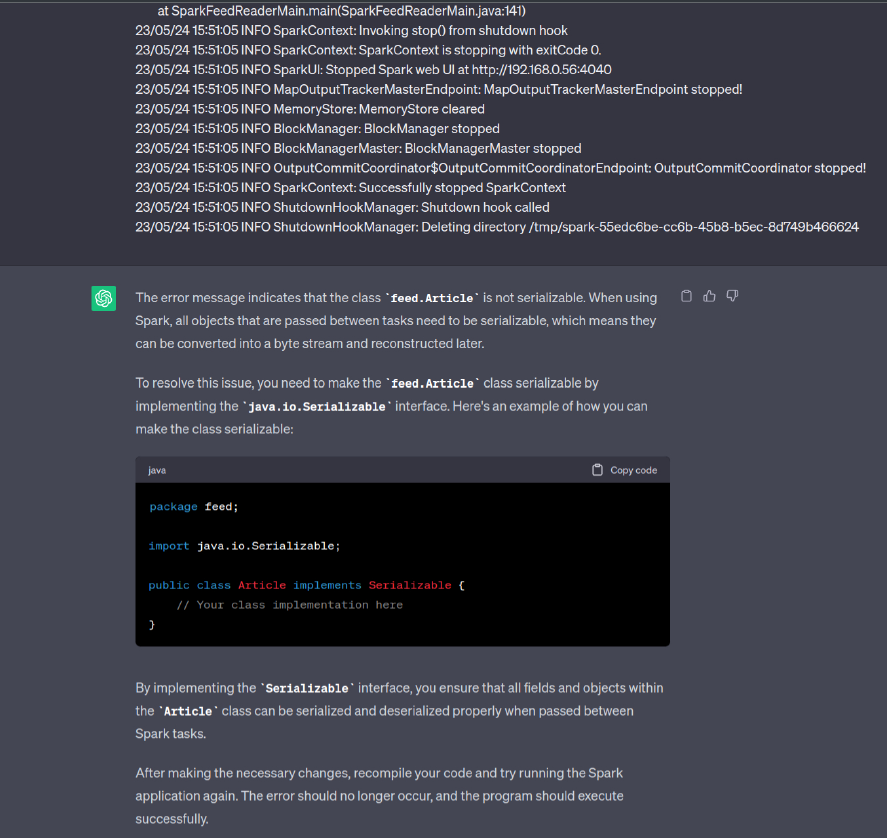 at SparkFeedReaderMain.main(SparkFeedReaderMain.java:141)
23/05/24 15:51:05 INFO SparkContext: Invoking stop() from shutdown hook
23/05/24 15:51:05 INFO SparkContext: SparkContext is stopping with exitCode 0.
23/05/24 15:51:05 INFO SparkUI: Stopped Spark web UI at http://192.168.0.56:4040
23/05/24 15:51:05 INFO MapOutputTrackerMasterEndpoint: MapOutputTrackerMasterEndpoint stopped!
23/05/24 15:51:05 INFO MemoryStore: MemoryStore cleared
23/05/24 15:51:05 INFO BlockManager: BlockManager stopped
23/05/24 15:51:05 INFO BlockManagerMaster: BlockManagerMaster stopped
23/05/24 15:51:05 INFO OutputCommitCoordinator$OutputCommitCoordinatorEndpoint: OutputCommitCoordinator stopped!
23/05/24 15:51:05 INFO SparkContext: Successfully stopped SparkContext
23/05/24 15:51:05 INFO ShutdownHookManager: Shutdown hook called
23/05/24 15:51:05 INFO ShutdownHookManager: Deleting directory /tmp/spark-55edc6be-cc6b-45b8-b5ec-8d749b466624
The error message indicates that the class `feed.Article` is not serializable. When using
Spark, all objects that are passed between tasks need to be serializable, which means they
can be converted into a byte stream and reconstructed later.
To resolve this issue, you need to make the `feed.Article` class serializable by
implementing the `java.io.Serializable` interface. Here's an example of how you can
make the class serializable:
java Copy code
package feed;
import java.io.Serializable;
public class Article implements Serializable {
// Your class implementation here
}
By implementing the `Serializable` interface, you ensure that all fields and objects within
the `Article` class can be serialized and deserialized properly when passed between
Spark tasks.
After making the necessary changes, recompile your code and try running the Spark
application again. The error should no longer occur, and the program should execute
successfully.